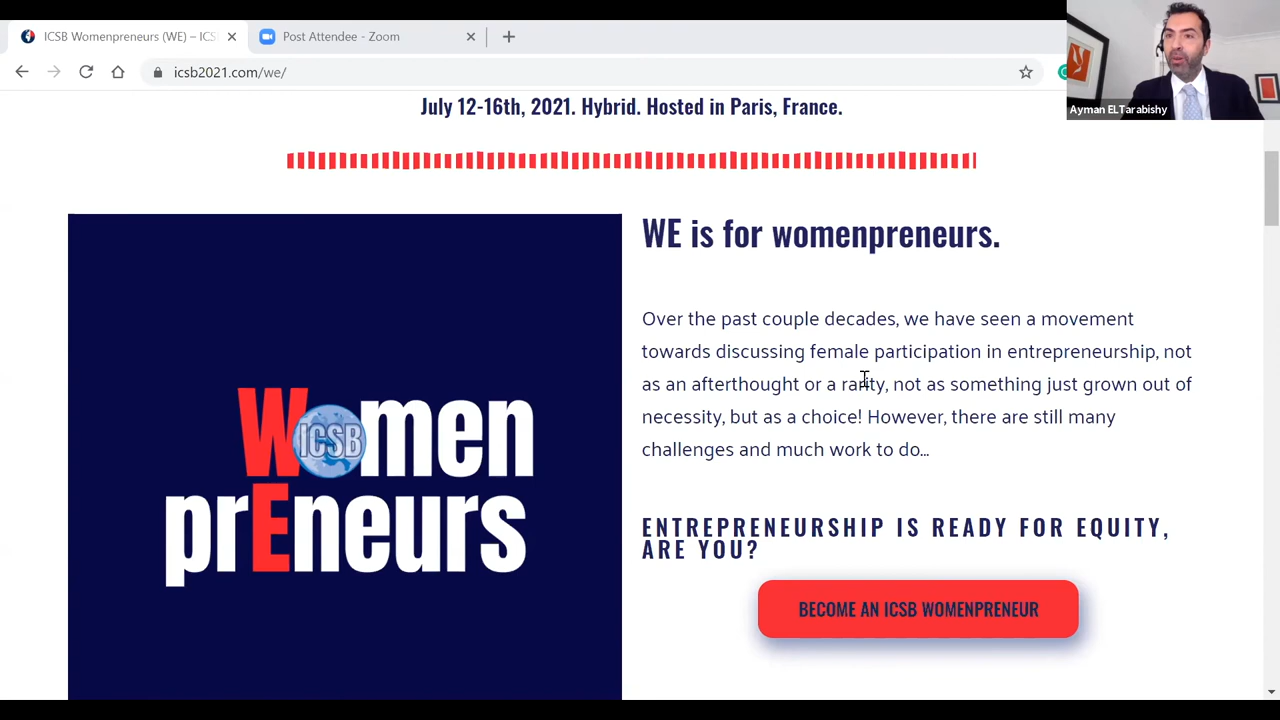 ICSB Womenpreneurs (WE) – ICS
Post Attendee - Zoom
icsb2021.com/we/
Ayman ELTarabishy
July 12-16th, 2021. Hybrid. Hosted in Paris, France.
WE is for womenpreneurs.
Over the past couple decades, we have seen a movement
towards discussing female participation in entrepreneurship, not
as an afterthought or a rarity, not as something just grown out of
necessity, but as a choice! However, there are still many
challenges and much work to do...
Women
ICSB
prEneurs
ENTREPRENEURSHIP IS READY FOR EQUITY,
ARE YOU?
BECOME AN ICSB WOMENPRENEUR